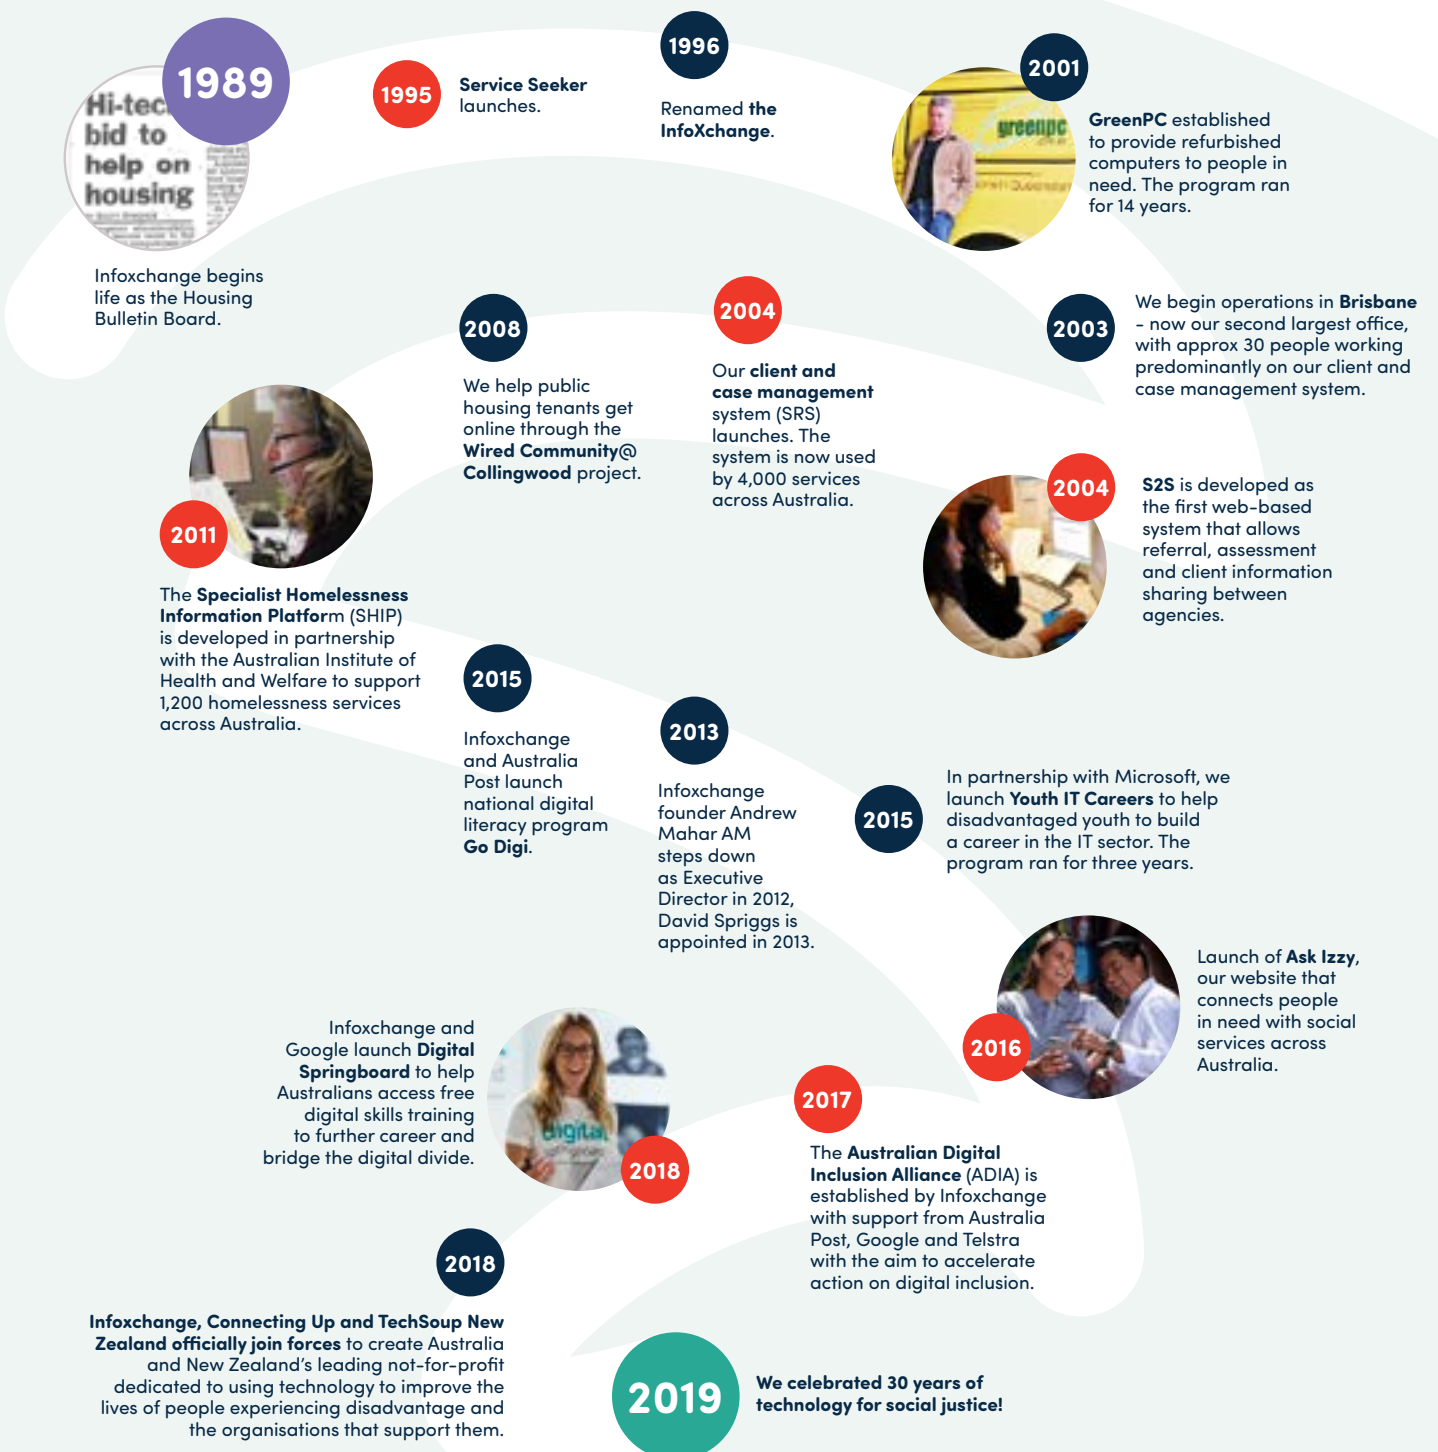 1989
Hi-tec
bid to
help on
housing
Infoxchange begins
life as the Housing
Bulletin Board.
1995
Service Seeker
launches.
1996
Renamed the
InfoXchange.
2001
greenpc
GreenPC established
to provide refurbished
computers to people in
need. The program ran
for 14 years.
2003
We begin operations in Brisbane
- now our second largest office,
with approx 30 people working
predominantly on our client and
case management system.
2004
S2S is developed as
the first web-based
system that allows
referral, assessment
and client information
sharing between
agencies.
2004
Our client and
case management
system (SRS)
launches. The
system is now used
by 4,000 services
across Australia.
2008
We help public
housing tenants get
online through the
Wired Community@
Collingwood project.
2011
The Specialist Homelessness
Information Platform (SHIP)
is developed in partnership
with the Australian Institute of
Health and Welfare to support
1,200 homelessness services
across Australia.
2015
Infoxchange
and Australia
Post launch
national digital
literacy program
Go Digi.
2013
Infoxchange
founder Andrew
Mahar AM
steps down
as Executive
Director in 2012,
David Spriggs is
appointed in 2013.
2015
In partnership with Microsoft, we
launch Youth IT Careers to help
disadvantaged youth to build
a career in the IT sector. The
program ran for three years.
2016
Launch of Ask Izzy,
our website that
connects people
in need with social
services across
Australia.
2017
The Australian Digital
Inclusion Alliance (ADIA) is
established by Infoxchange
with support from Australia
Post, Google and Telstra
with the aim to accelerate
action on digital inclusion.
Infoxchange and
Google launch Digital
Springboard to help
Australians access free
digital skills training
to further career and
bridge the digital divide.
digital
2018
2018
Infoxchange, Connecting Up and TechSoup New
Zealand officially join forces to create Australia
and New Zealand's leading not-for-profit
dedicated to using technology to improve the
lives of people experiencing disadvantage and
the organisations that support them.
2019
We celebrated 30 years of
technology for social justice!